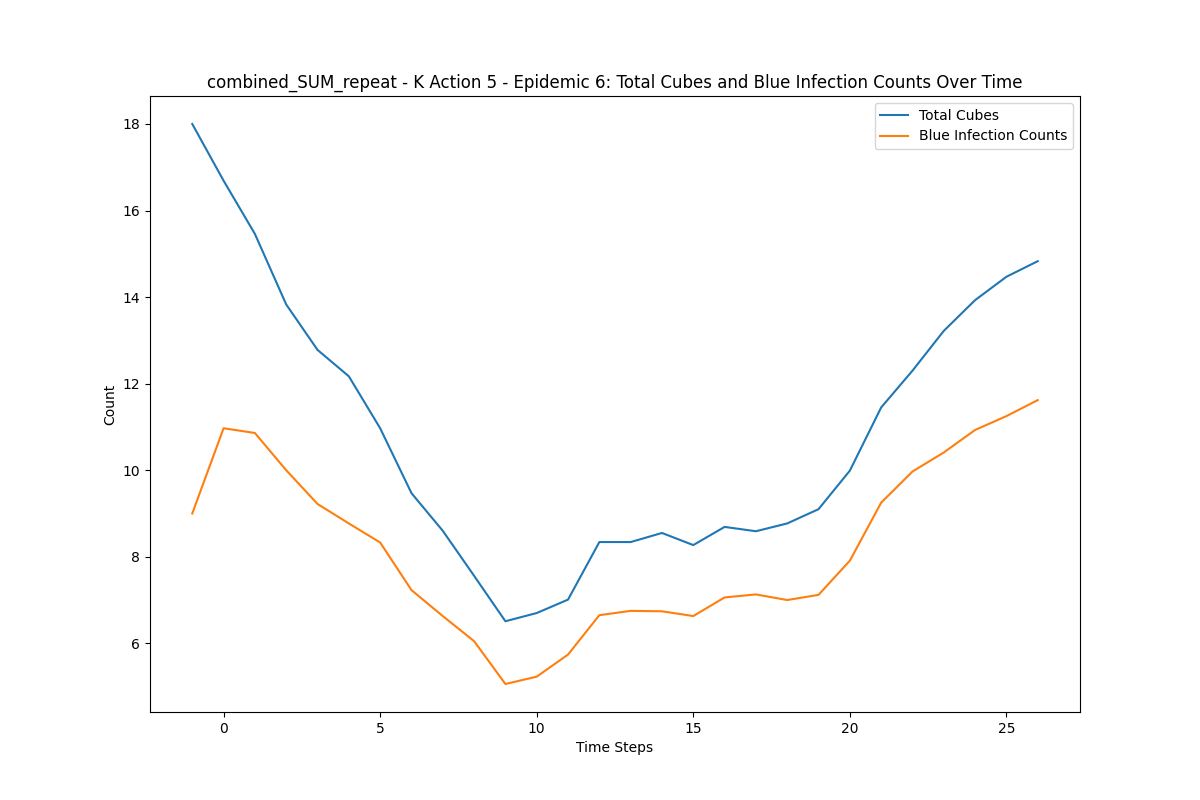 combined_SUM_repeat - K Action 5 - Epidemic 6: Total Cubes and Blue Infection Counts Over Time
Total Cubes
Blue Infection Counts
18
16
14
12
10
8
6
Count
0 5 10 15 20 25
Time Steps